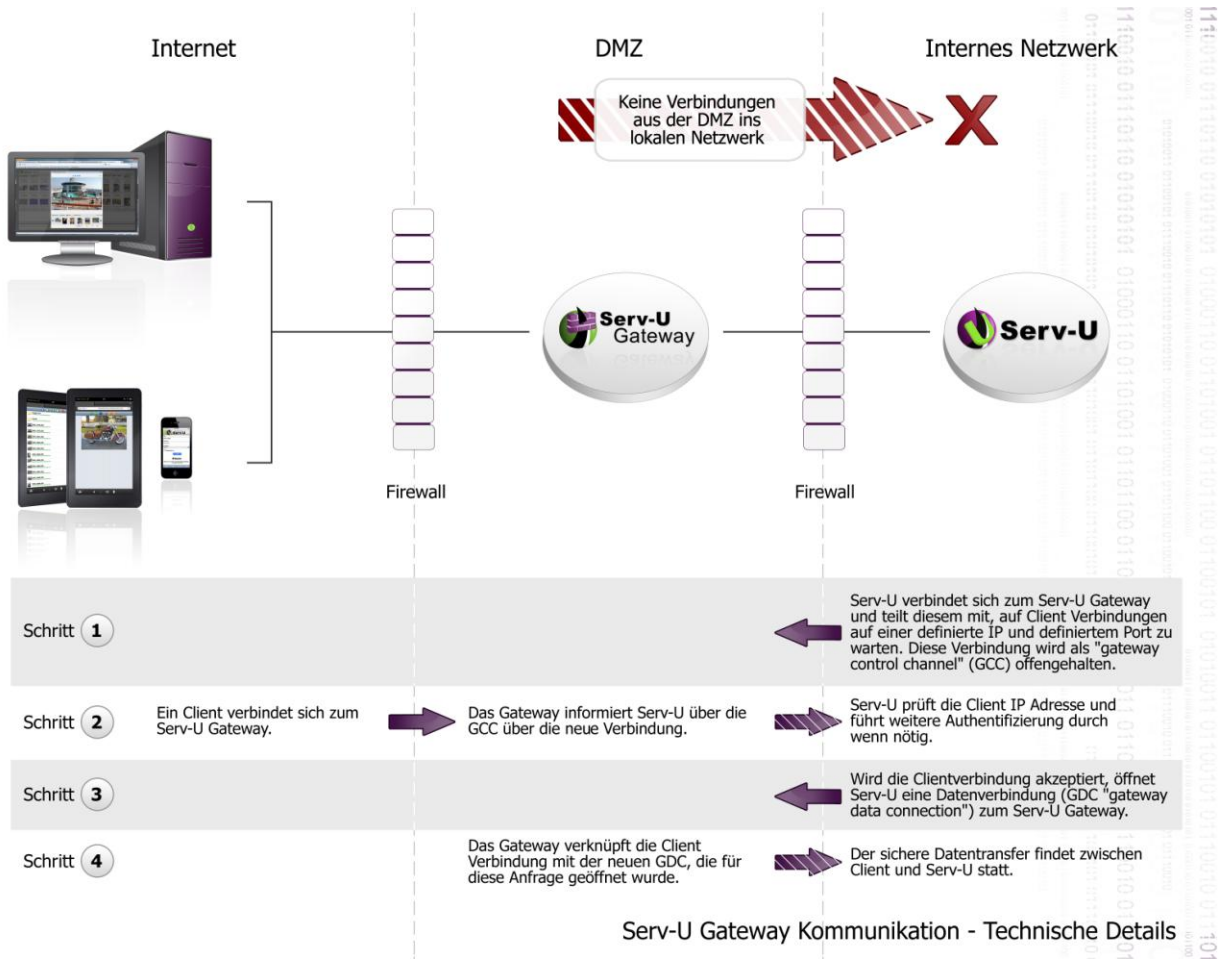 Internet
DMZ
Internes Netzwerk
Keine Verbindungen
aus der DMZ ins
lokalen Netzwerk
X
Serv-U
Gateway
Serv-U
Firewall
Firewall
Schritt 1
Serv-U verbindet sich zum Serv-U Gateway
und teilt diesem mit, auf Client Verbindungen
auf einer definierte IP und definiertem Port zu
warten. Diese Verbindung wird als "gateway
control channel" (GCC) offengehalten.
Schritt 2
Ein Client verbindet sich zum
Serv-U Gateway.
Das Gateway informiert Serv-U über die
GCC über die neue Verbindung.
Serv-U prüft die Client IP Adresse und
führt weitere Authentifizierung durch
wenn nötig.
Schritt 3
Wird die Clientverbindung akzeptiert, öffnet
Serv-U eine Datenverbindung (GDC "gateway
data connection") zum Serv-U Gateway.
Schritt 4
Das Gateway verknüpft die Client
Verbindung mit der neuen GDC, die für
diese Anfrage geöffnet wurde.
Der sichere Datentransfer findet zwischen
Client und Serv-U statt.
Serv-U Gateway Kommunikation - Technische Details